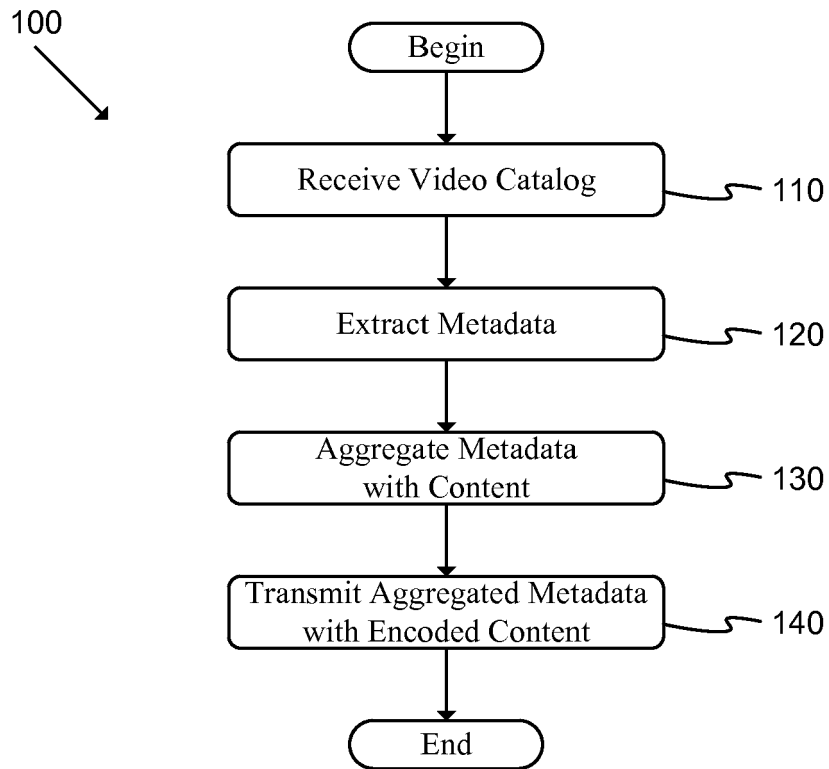 100
Begin
Receive Video Catalog
110
Extract Metadata
120
Aggregate Metadata
with Content
130
Transmit Aggregated Metadata
with Encoded Content
140
End